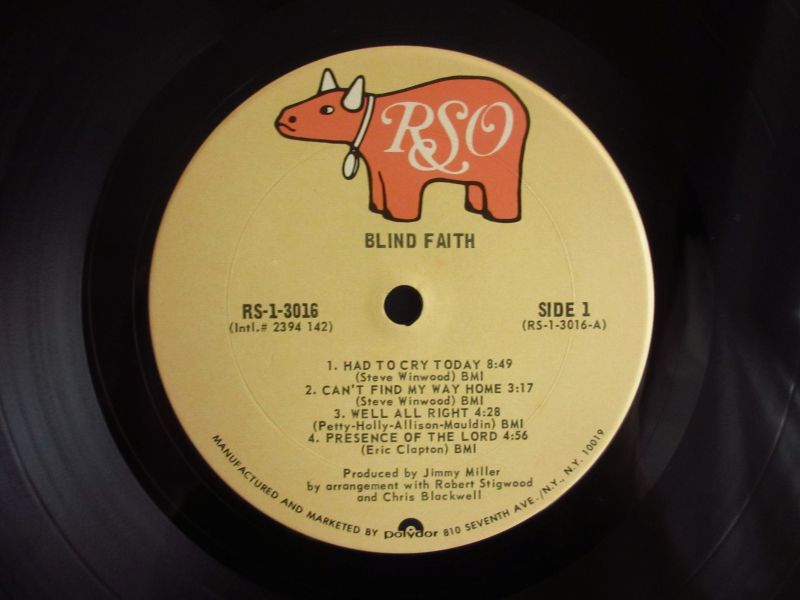 RSO
BLIND FAITH
RS-1-3016
(Intl.# 2394 142)
SIDE 1
(RS-1-3016-A)
1. HAD TO CRY TODAY 8:49
(Steve Winwood) BMI
2. CAN'T FIND MY WAY HOME 3:17
(Steve Winwood) BMI
3. WELL ALL RIGHT 4:28
(Petty-Holly-Allison-Mauldin) BMI
4. PRESENCE OF THE LORD 4:56
(Eric Clapton) BMI
Produced by Jimmy Miller
by arrangement with Robert Stigwood
and Chris Blackwell
MANUFACTURED AND MARKETED BY polydor 810 SEVENTH AVE./N.Y., N.Y. 10019